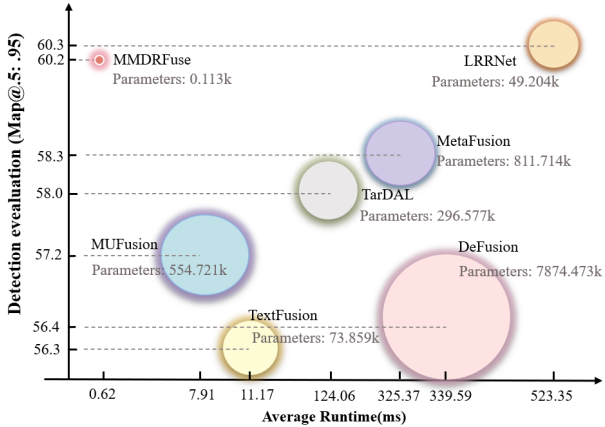 Detection evealuation (Map@.5: .95)
60.3
60.2
58.3
58.0
57.2
56.4
56.3
MMDRFuse
Parameters: 0.113k
LRRNet
Parameters: 49.204k
MetaFusion
Parameters: 811.714k
TarDAL
Parameters: 296.577k
MUFusion
Parameters: 554.721k
DeFusion
Parameters: 7874.473k
TextFusion
Parameters: 73.859k
0.62 7.91 11.17 124.06 325.37 339.59 523.35
Average Runtime(ms)